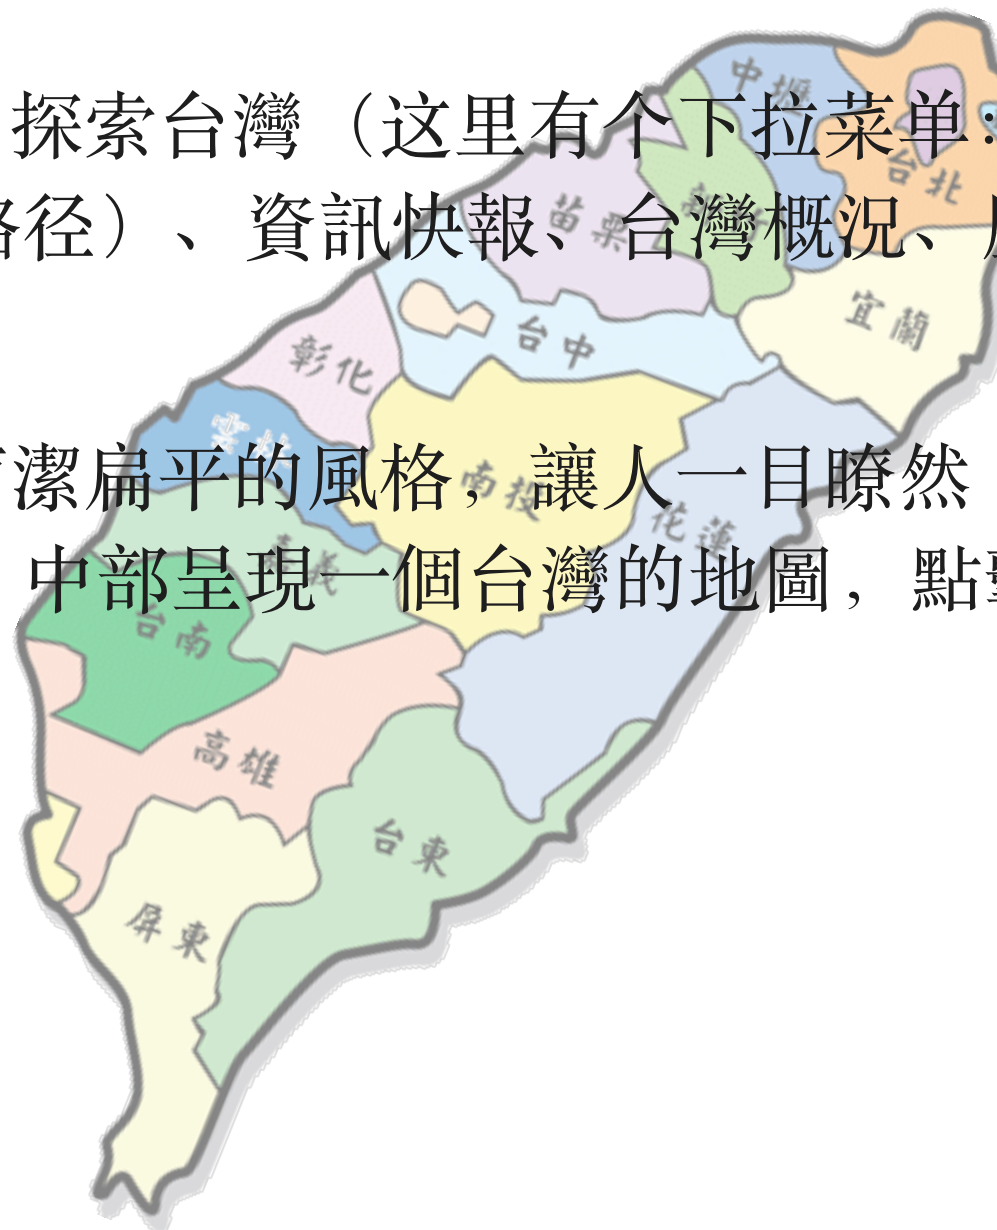 探索台灣（这里有个下拉菜单：
径）、資訊快報、台灣概況、
潔扁平的風格，讓人一目瞭然
中部呈現一個台灣的地圖，點
中壢
台北
苗栗
宜蘭
台中
彰化
雲林
南投
花蓮
嘉義
台南
高雄
台東
屏東